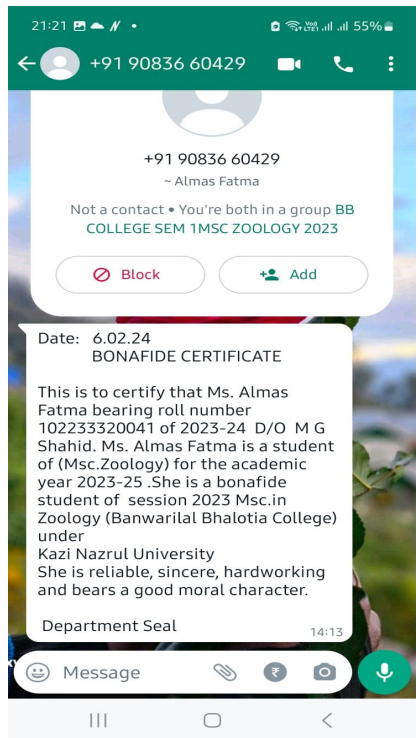 21:21 N • Vo)) LTE1 55%
+91 90836 60429
+91 90836 60429
~ Almas Fatma
Not a contact • You're both in a group BB
COLLEGE SEM 1MSC ZOOLOGY 2023
Block Add
Date: 6.02.24
BONAFIDE CERTIFICATE
This is to certify that Ms. Almas
Fatma bearing roll number
102233320041 of 2023-24 D/O M G
Shahid. Ms. Almas Fatma is a student
of (Msc.Zoology) for the academic
year 2023-25 .She is a bonafide
student of session 2023 Msc.in
Zoology (Banwarilal Bhalotia College)
under
Kazi Nazrul University
She is reliable, sincere, hardworking
and bears a good moral character.
Department Seal
14:13
Message ₹